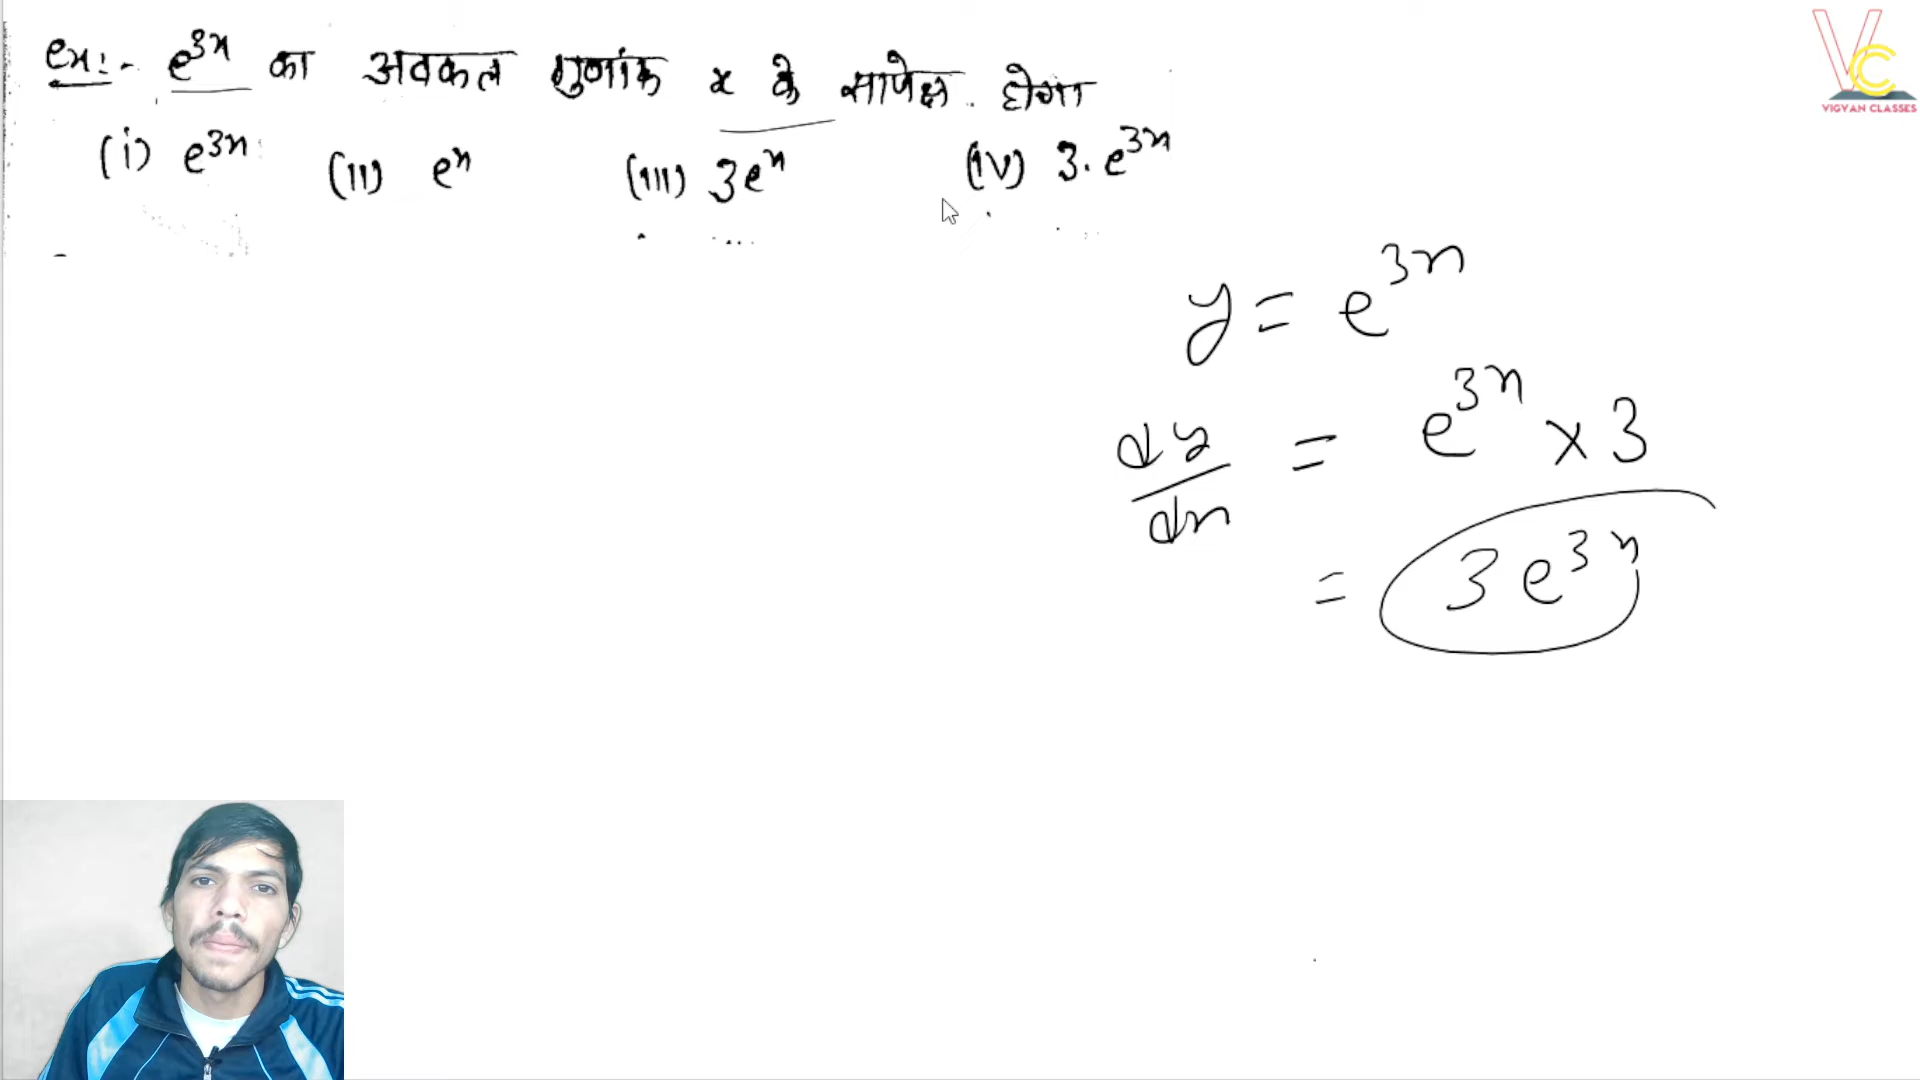 ex:- e^3x का अवकल गुणांक x के सापेक्ष होगा
(i) e^3x (ii) e^x (iii) 3e^x (iv) 3.e^3x
y = e^3x
dy/dx = e^3x × 3
= 3e^3x
VC
VIGYAN CLASSES